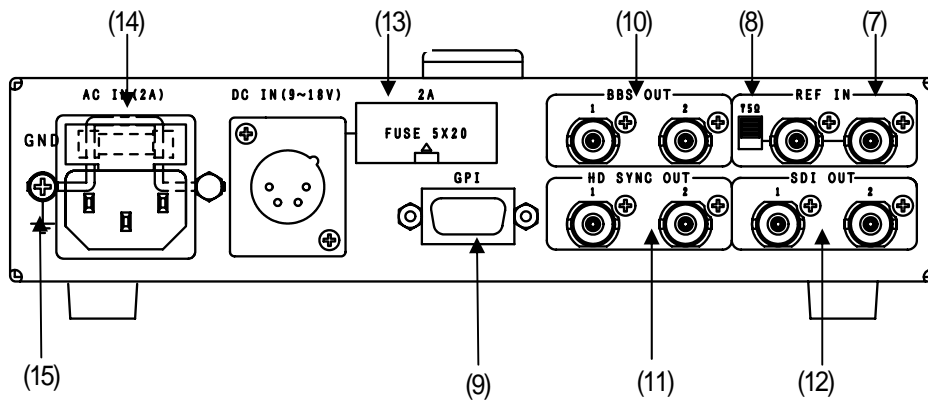 (14) (13) (10) (8) (7)
AC IN(2A) DC IN(9~18V) 2A BBS OUT REF IN
1 2 75Ω
GND FUSE 5X20
GPI HD SYNC OUT SDI OUT
1 2 1 2
(15) (9) (11) (12)